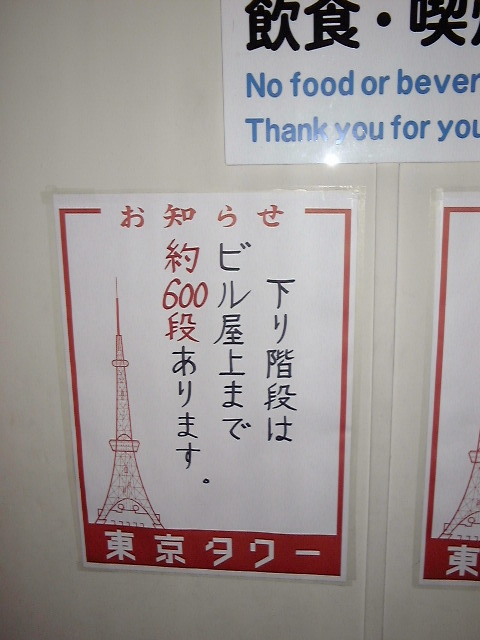 飲食・喫
No food or bever
Thank you for you
お知らせ
下り階段は
ビル屋上まで
約600段あります。
東京タワー
東